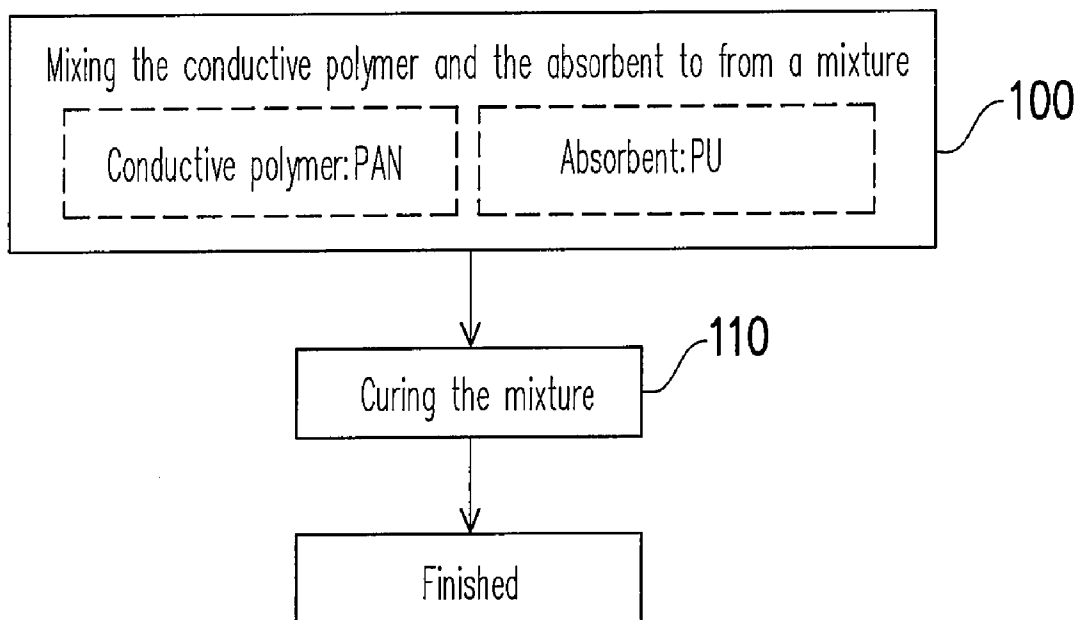 Mixing the conductive polymer and the absorbent to from a mixture
Conductive polymer:PAN
Absorbent:PU
100
110
Curing the mixture
Finished